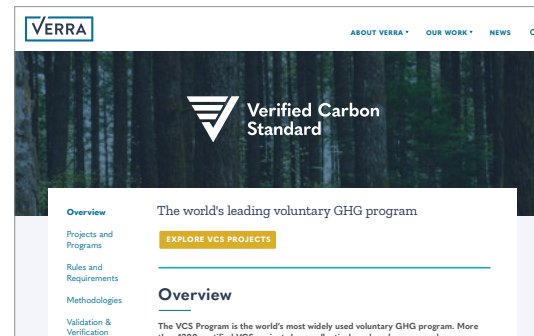 VERRA
ABOUT VERRA
OUR WORK
NEWS
Verified Carbon
Standard
Overview
Projects and
Programs
Rules and
Requirements
Methodologies
Validation &
Verification
The world's leading voluntary GHG program
EXPLORE VCS PROJECTS
Overview
The VCS Program is the world's most widely used voluntary GHG program. More